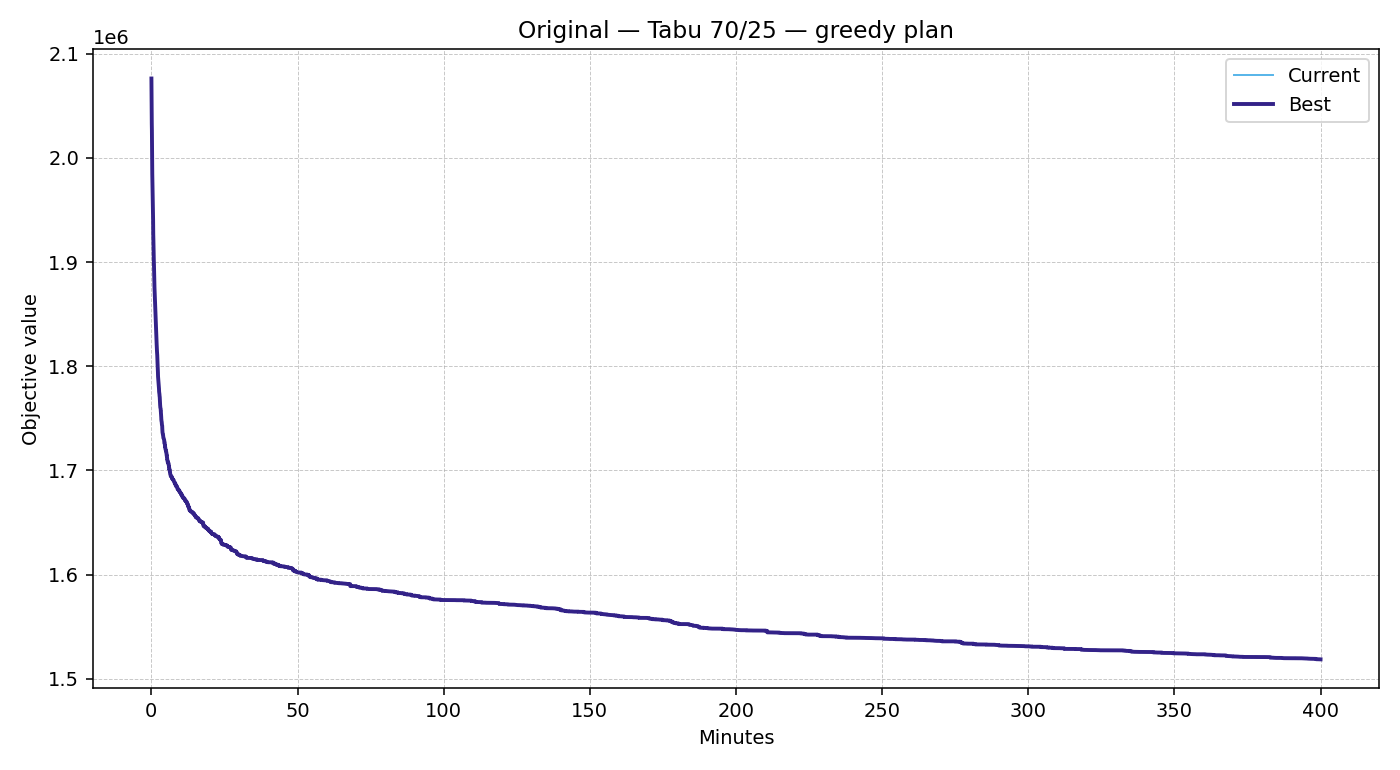 Original — Tabu 70/25 — greedy plan
1e6
2.1
2.0
1.9
1.8
1.7
1.6
1.5
Objective value
Current
Best
0 50 100 150 200 250 300 350 400
Minutes